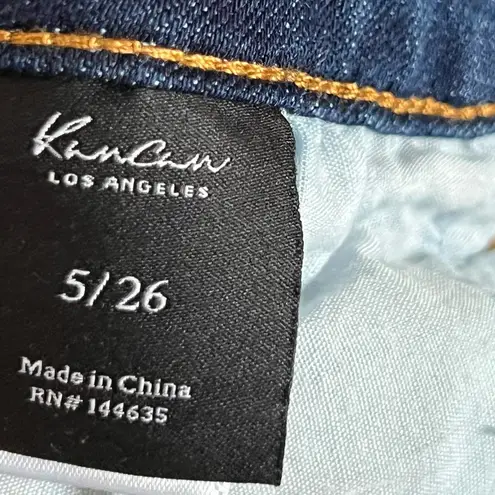 KanCan
LOS ANGELES
5/26
Made in China
RN# 144635